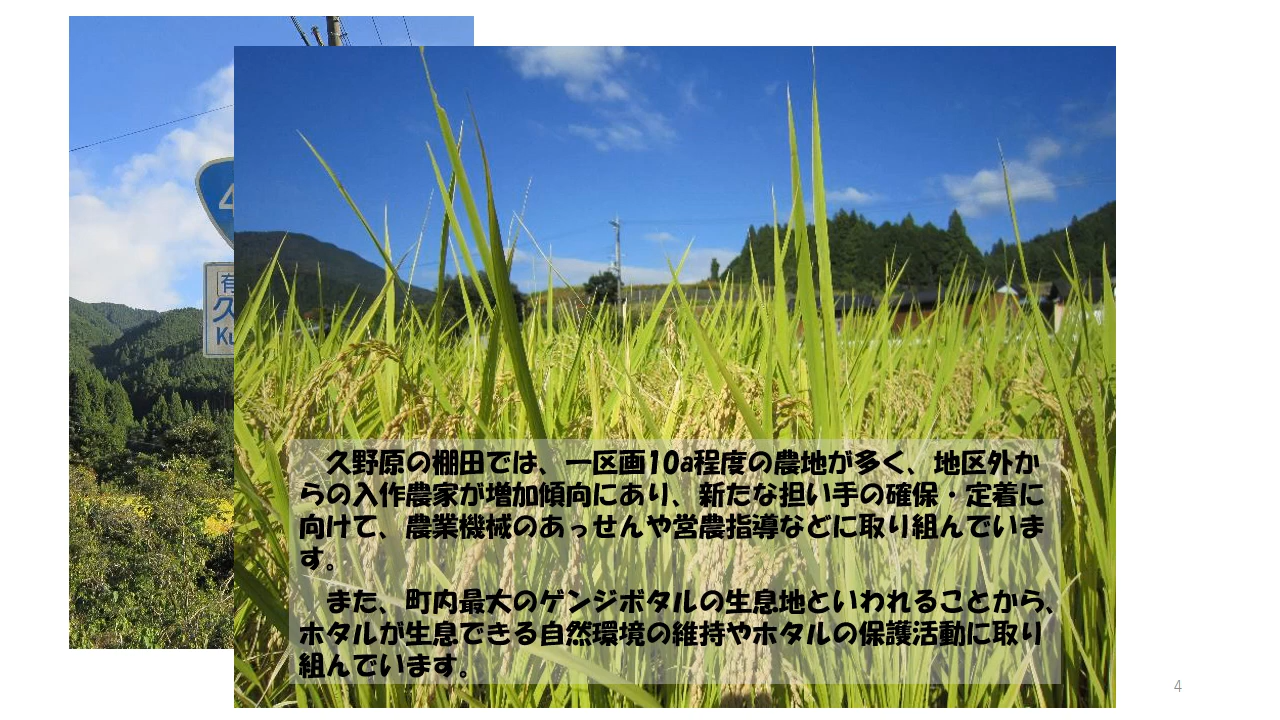 4
有
久
Ku
久野原の棚田では、一区画10a程度の農地が多く、地区外か
らの入作農家が増加傾向にあり、新たな担い手の確保・定着に
向けて、農業機械のあっせんや営農指導などに取り組んでいま
す。
また、町内最大のゲンジボタルの生息地といわれることから、
ホタルが生息できる自然環境の維持やホタルの保護活動に取り
組んでいます。
4